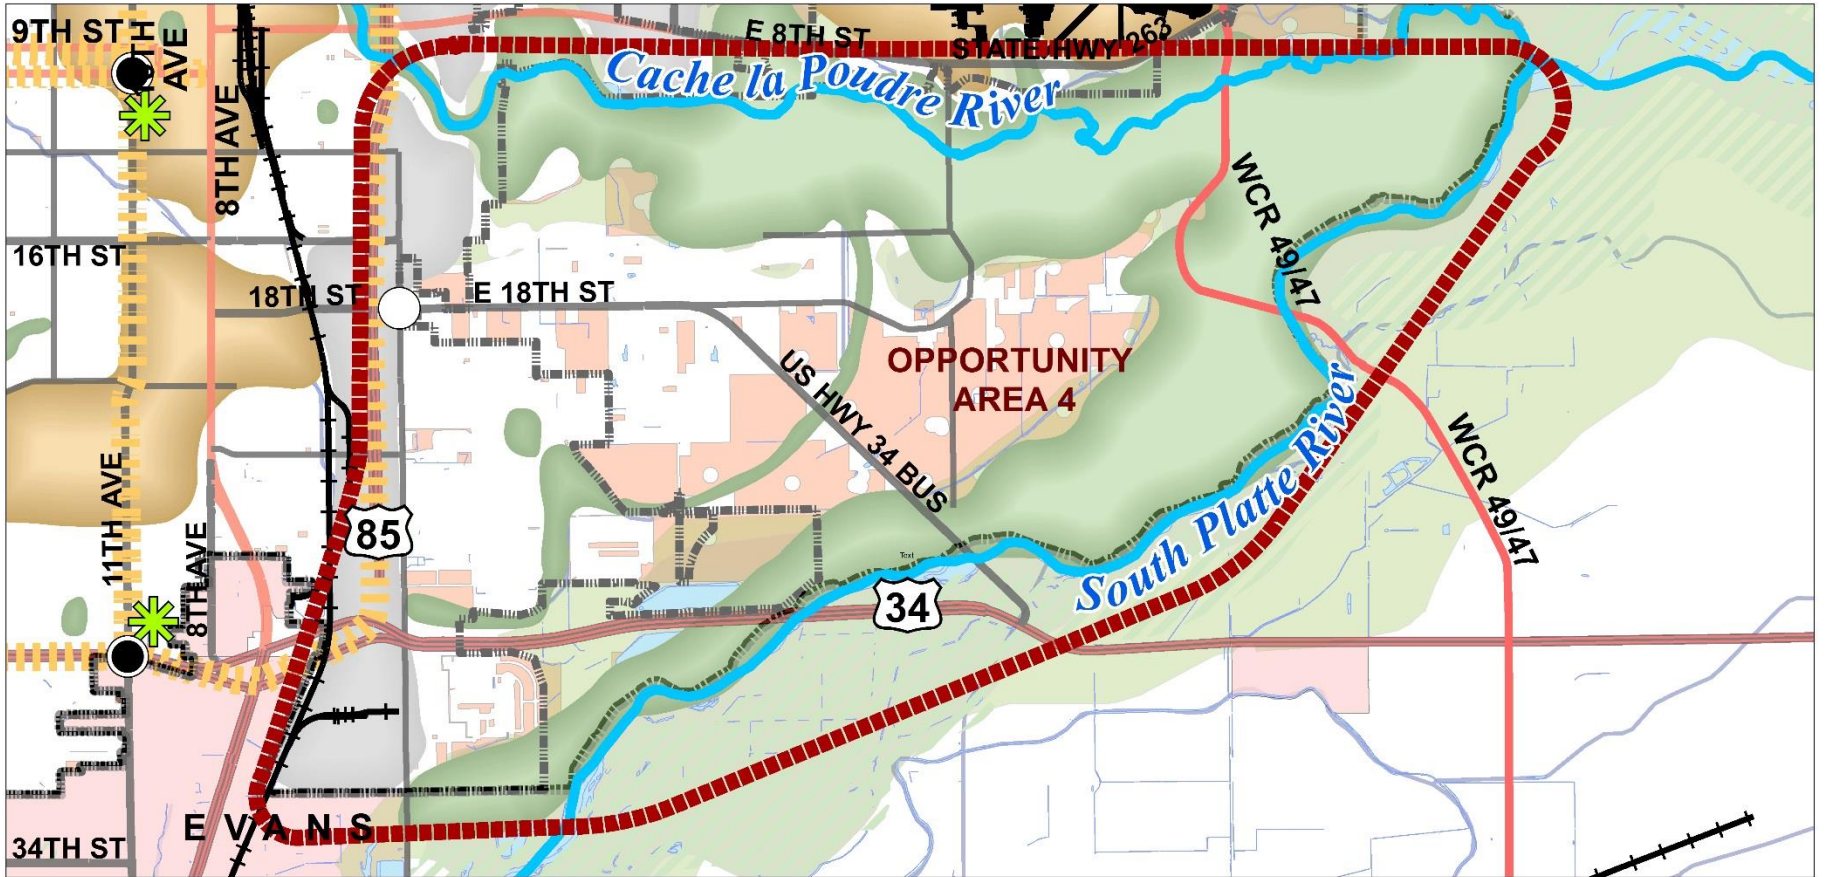 9TH ST
11TH AVE
8TH AVE
E 8TH ST
STATE HWY 263
Cache la Poudre River
16TH ST
18TH ST
E 18TH ST
WCR 49/47
OPPORTUNITY
AREA 4
US HWY 34 BUS
South Platte River
WCR 49/47
11TH AVE
8TH AVE
85
Text
34
EVANS
34TH ST